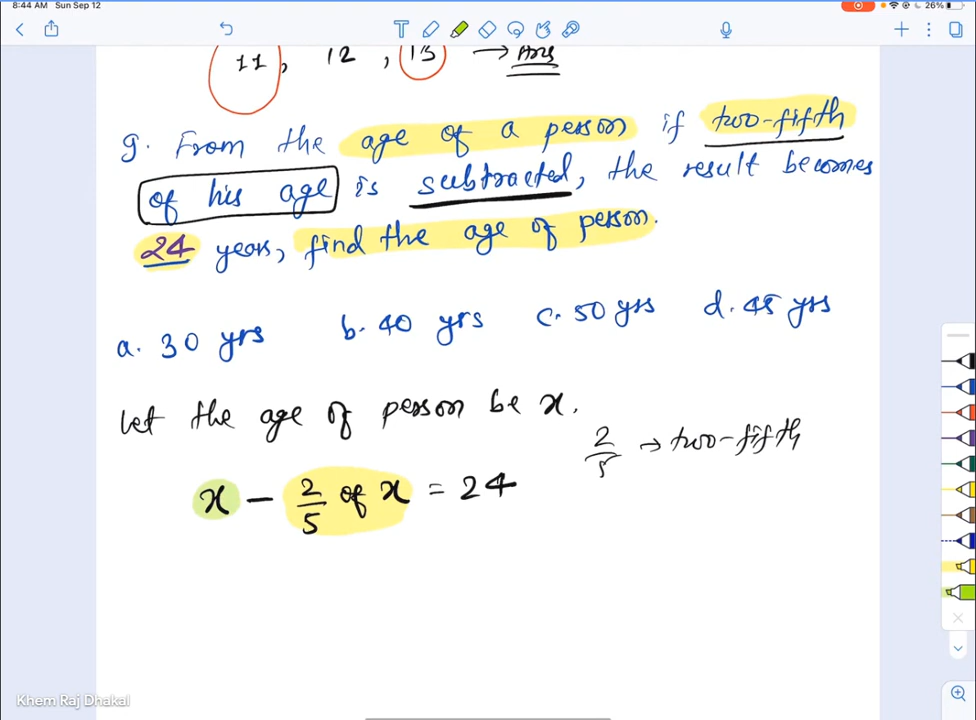 8:44 AM Sun Sep 12
26%
11, 12, 13 → Ans
g. From the age of a person if two-fifth
of his age is subtracted, the result becomes
24 years, find the age of person.
a. 30 yrs b. 40 yrs c. 50 yrs d. 45 yrs
Let the age of person be x.
2/5 → two-fifth
x - 2/5 of x = 24
Khem Raj Dhakal